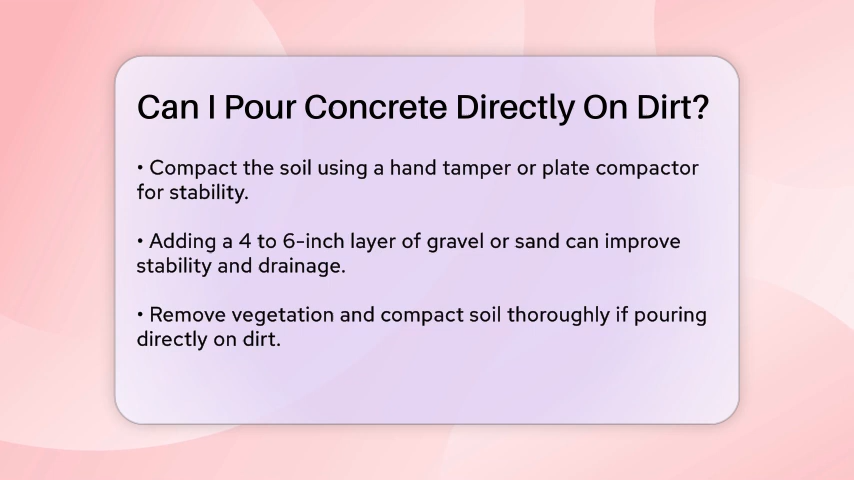 Can I Pour Concrete Directly On Dirt?
• Compact the soil using a hand tamper or plate compactor
for stability.
• Adding a 4 to 6-inch layer of gravel or sand can improve
stability and drainage.
• Remove vegetation and compact soil thoroughly if pouring
directly on dirt.